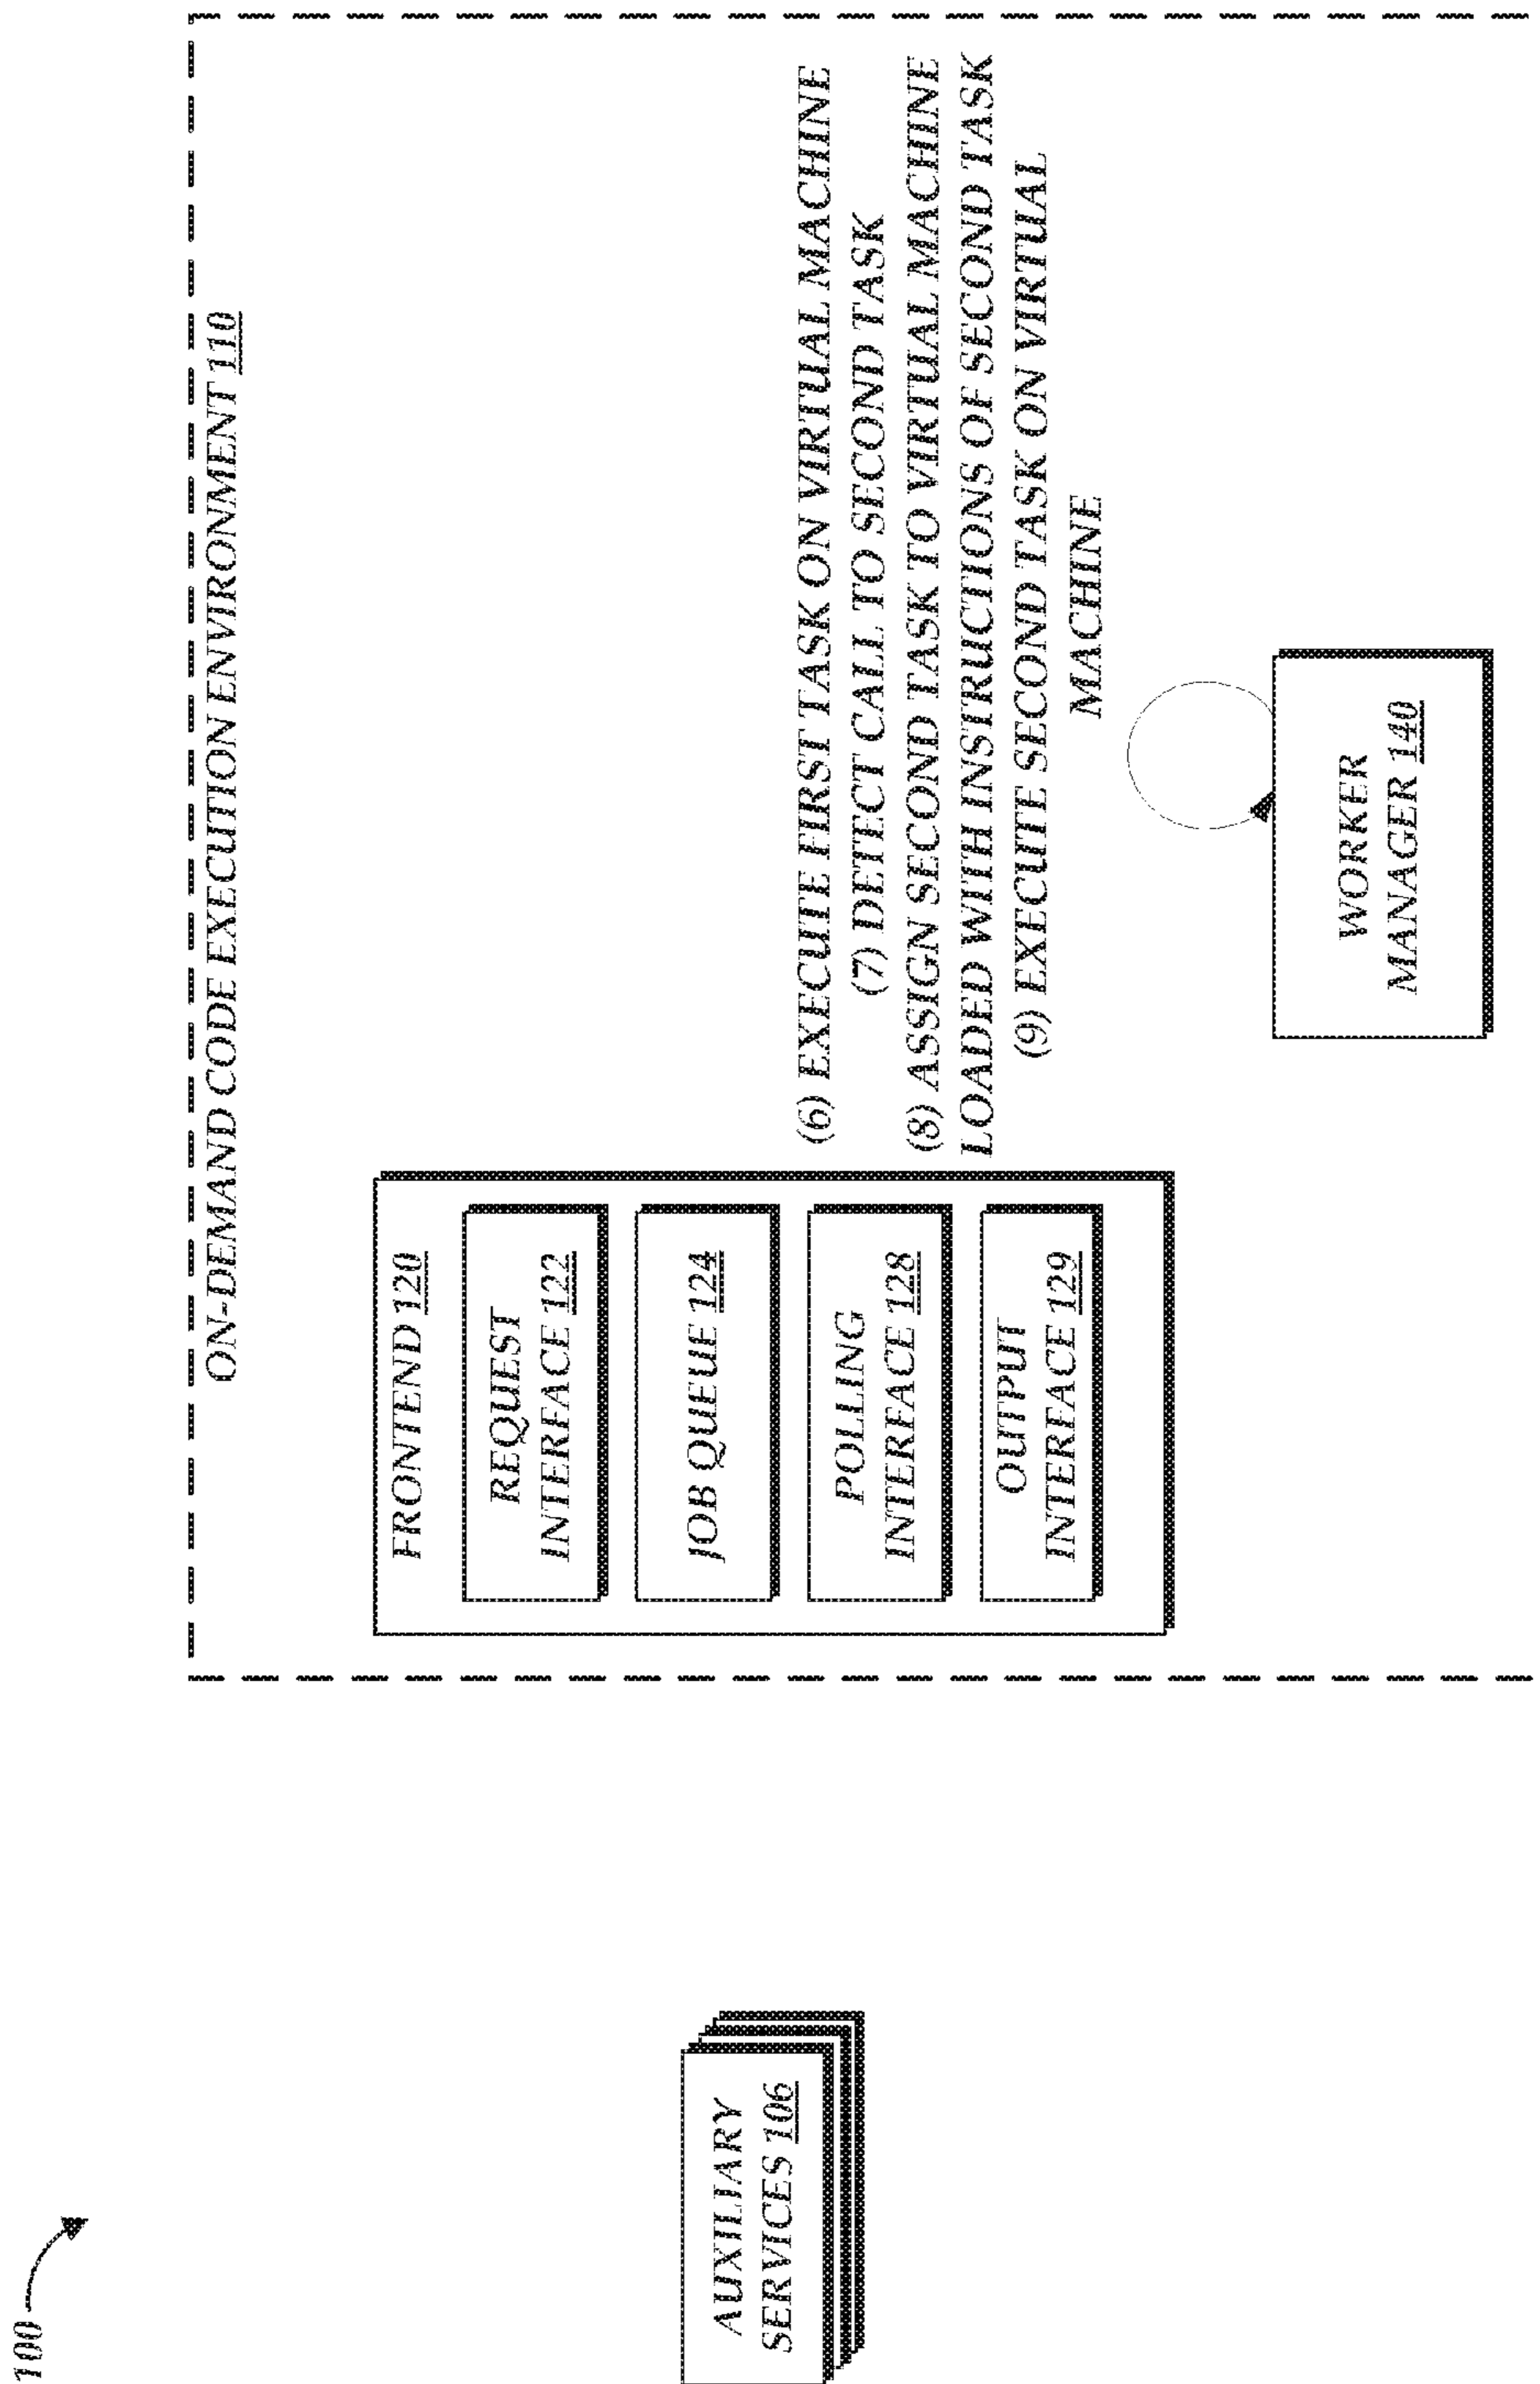 100
ON-DEMAND CODE EXECUTION ENVIRONMENT 110
FRONTEND 120
REQUEST
INTERFACE 122
JOB QUEUE 124
POLLING
INTERFACE 128
OUTPUT
INTERFACE 129
AUXILIARY
SERVICES 106
(6) EXECUTE FIRST TASK ON VIRTUAL MACHINE
(7) DETECT CALL TO SECOND TASK
(8) ASSIGN SECOND TASK TO VIRTUAL MACHINE
LOADED WITH INSTRUCTIONS OF SECOND TASK
(9) EXECUTE SECOND TASK ON VIRTUAL
MACHINE
WORKER
MANAGER 140